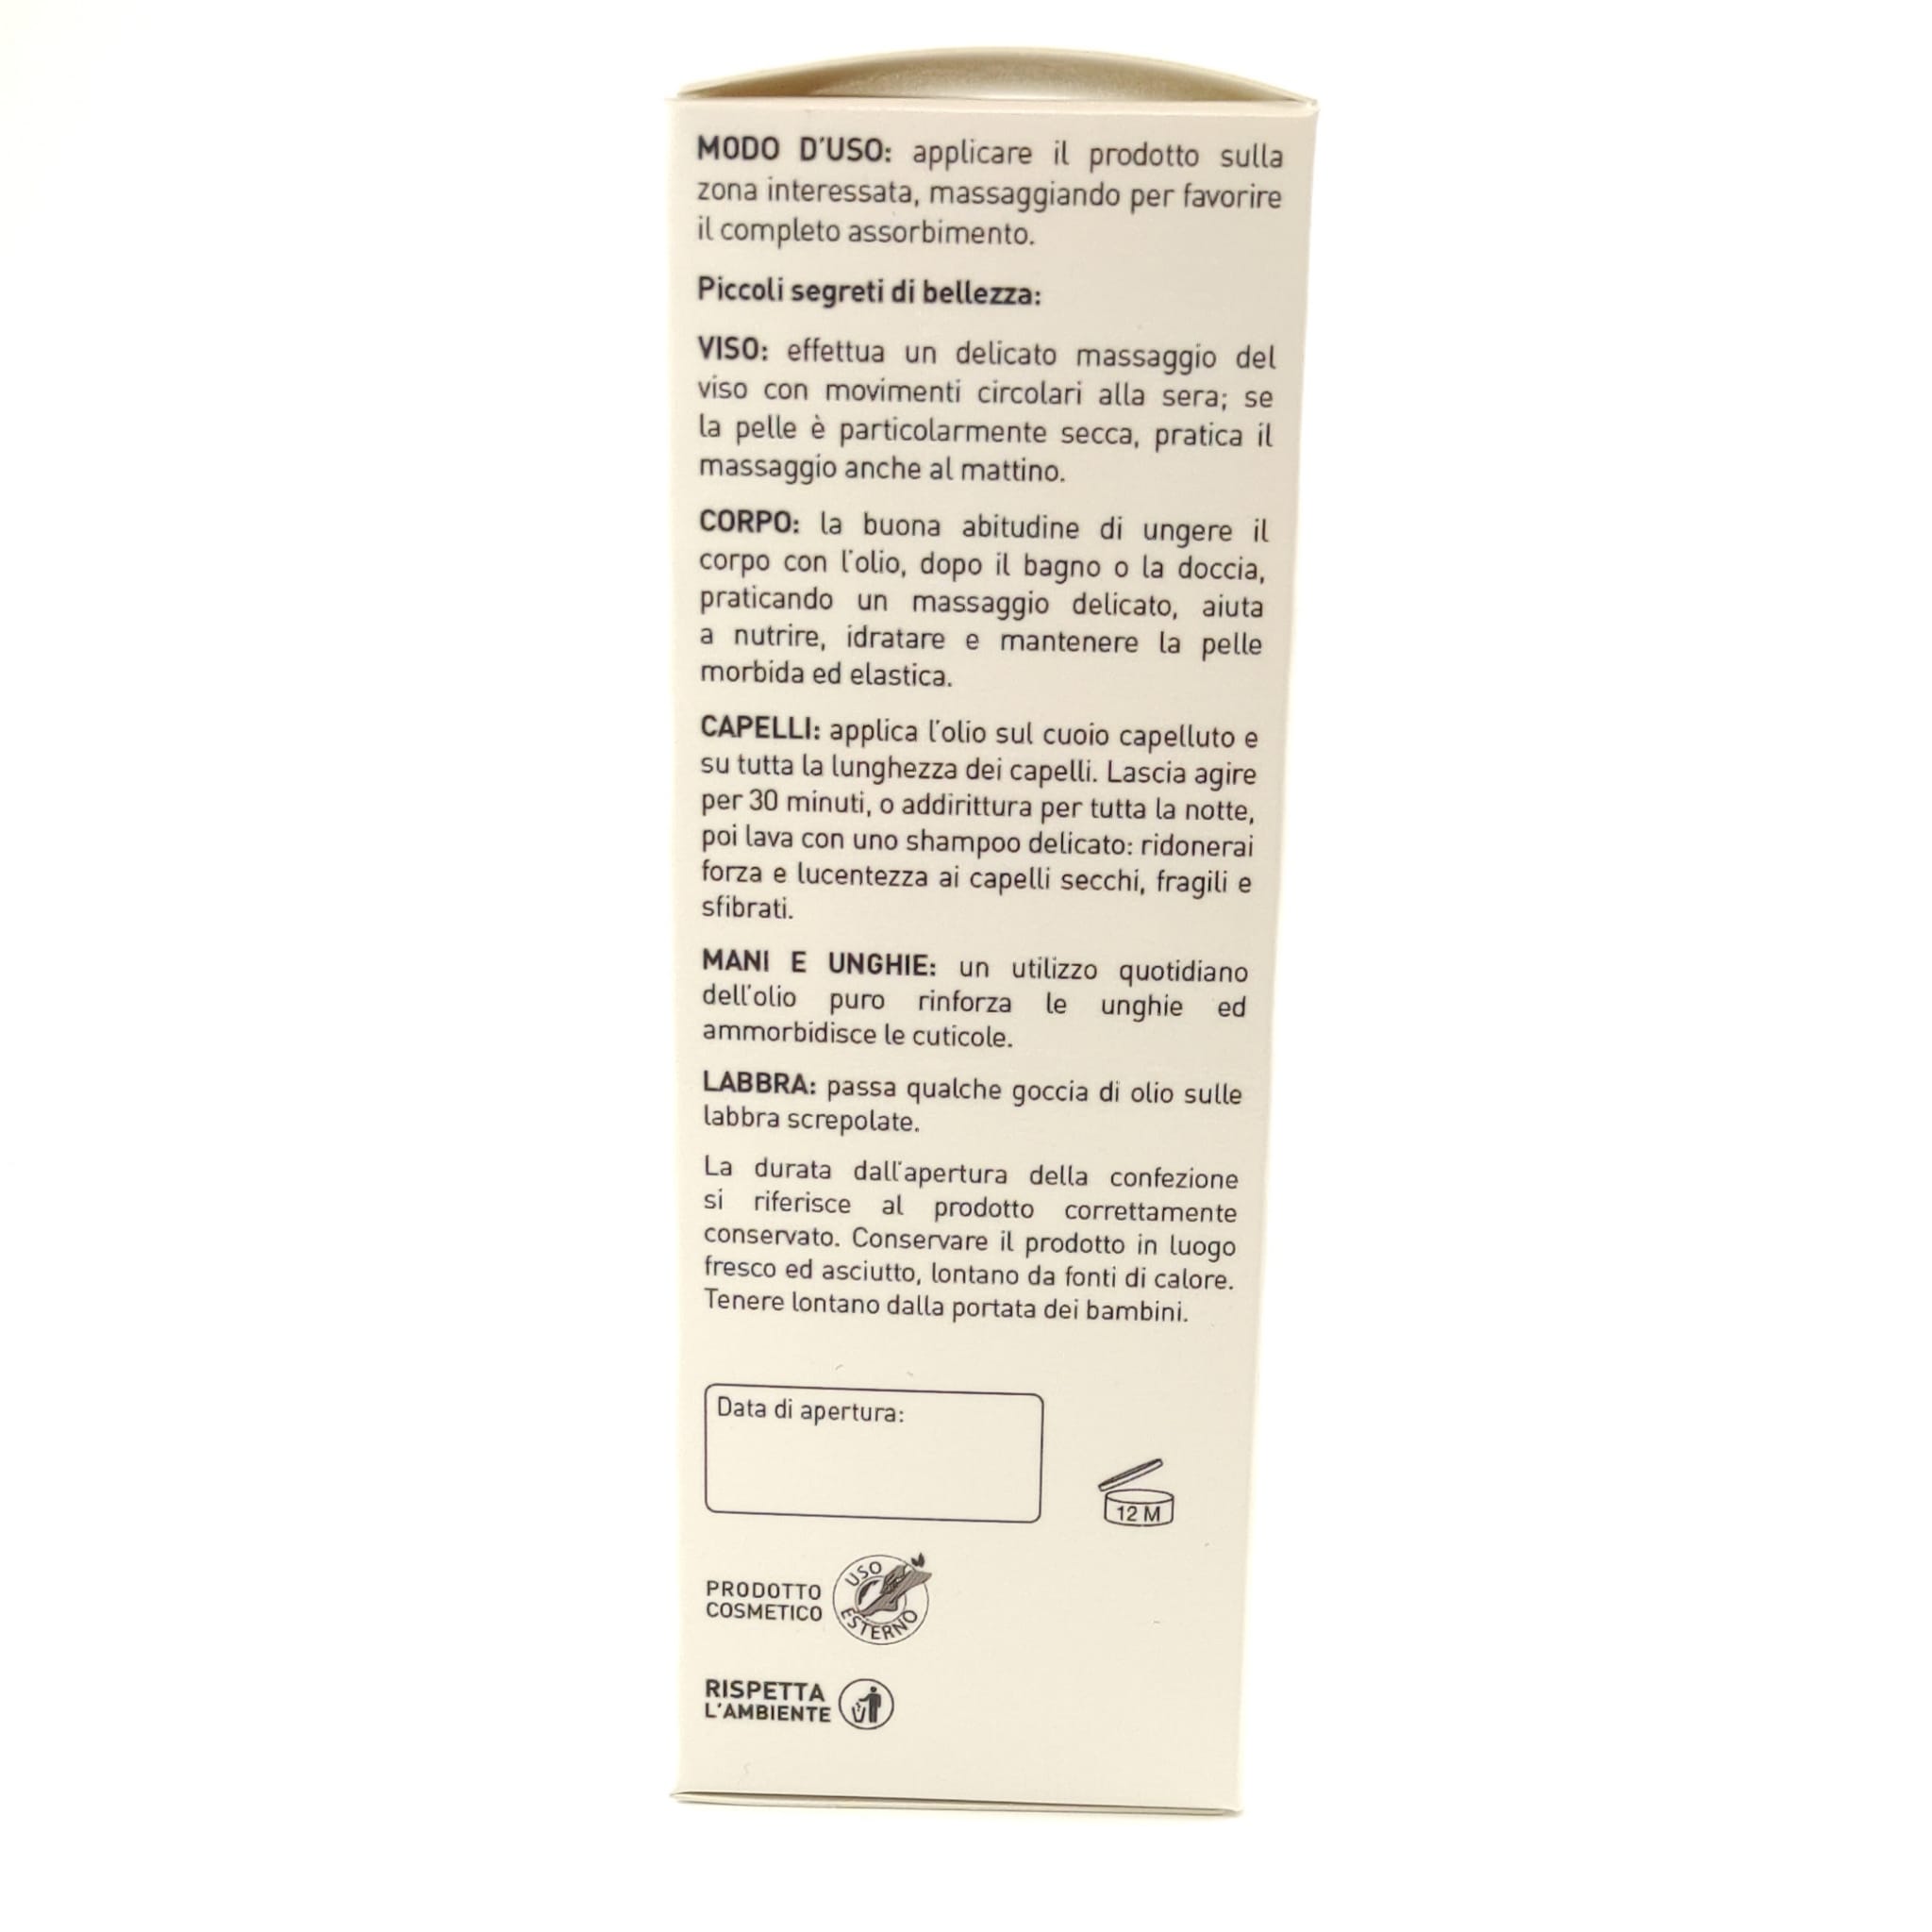 MODO D'USO: applicare il prodotto sulla
zona interessata, massaggiando per favorire
il completo assorbimento.
Piccoli segreti di bellezza:
VISO: effettua un delicato massaggio del
viso con movimenti circolari alla sera; se
la pelle è particolarmente secca, pratica il
massaggio anche al mattino.
CORPO: la buona abitudine di ungere il
corpo con l'olio, dopo il bagno o la doccia,
praticando un massaggio delicato, aiuta
a nutrire, idratare e mantenere la pelle
morbida ed elastica.
CAPELLI: applica l'olio sul cuoio capelluto e
su tutta la lunghezza dei capelli. Lascia agire
per 30 minuti, o addirittura per tutta la notte,
poi lava con uno shampoo delicato: ridonerai
forza e lucentezza ai capelli secchi, fragili e
sfibrati.
MANI E UNGHIE: un utilizzo quotidiano
dell'olio puro rinforza le unghie ed
ammorbidisce le cuticole.
LABBRA: passa qualche goccia di olio sulle
labbra screpolate.
La durata dall'apertura della confezione
si riferisce al prodotto correttamente
conservato. Conservare il prodotto in luogo
fresco ed asciutto, lontano da fonti di calore.
Tenere lontano dalla portata dei bambini.
Data di apertura:
12 M
PRODOTTO
COSMETICO
USO
ESTERNO
RISPETTA
L'AMBIENTE